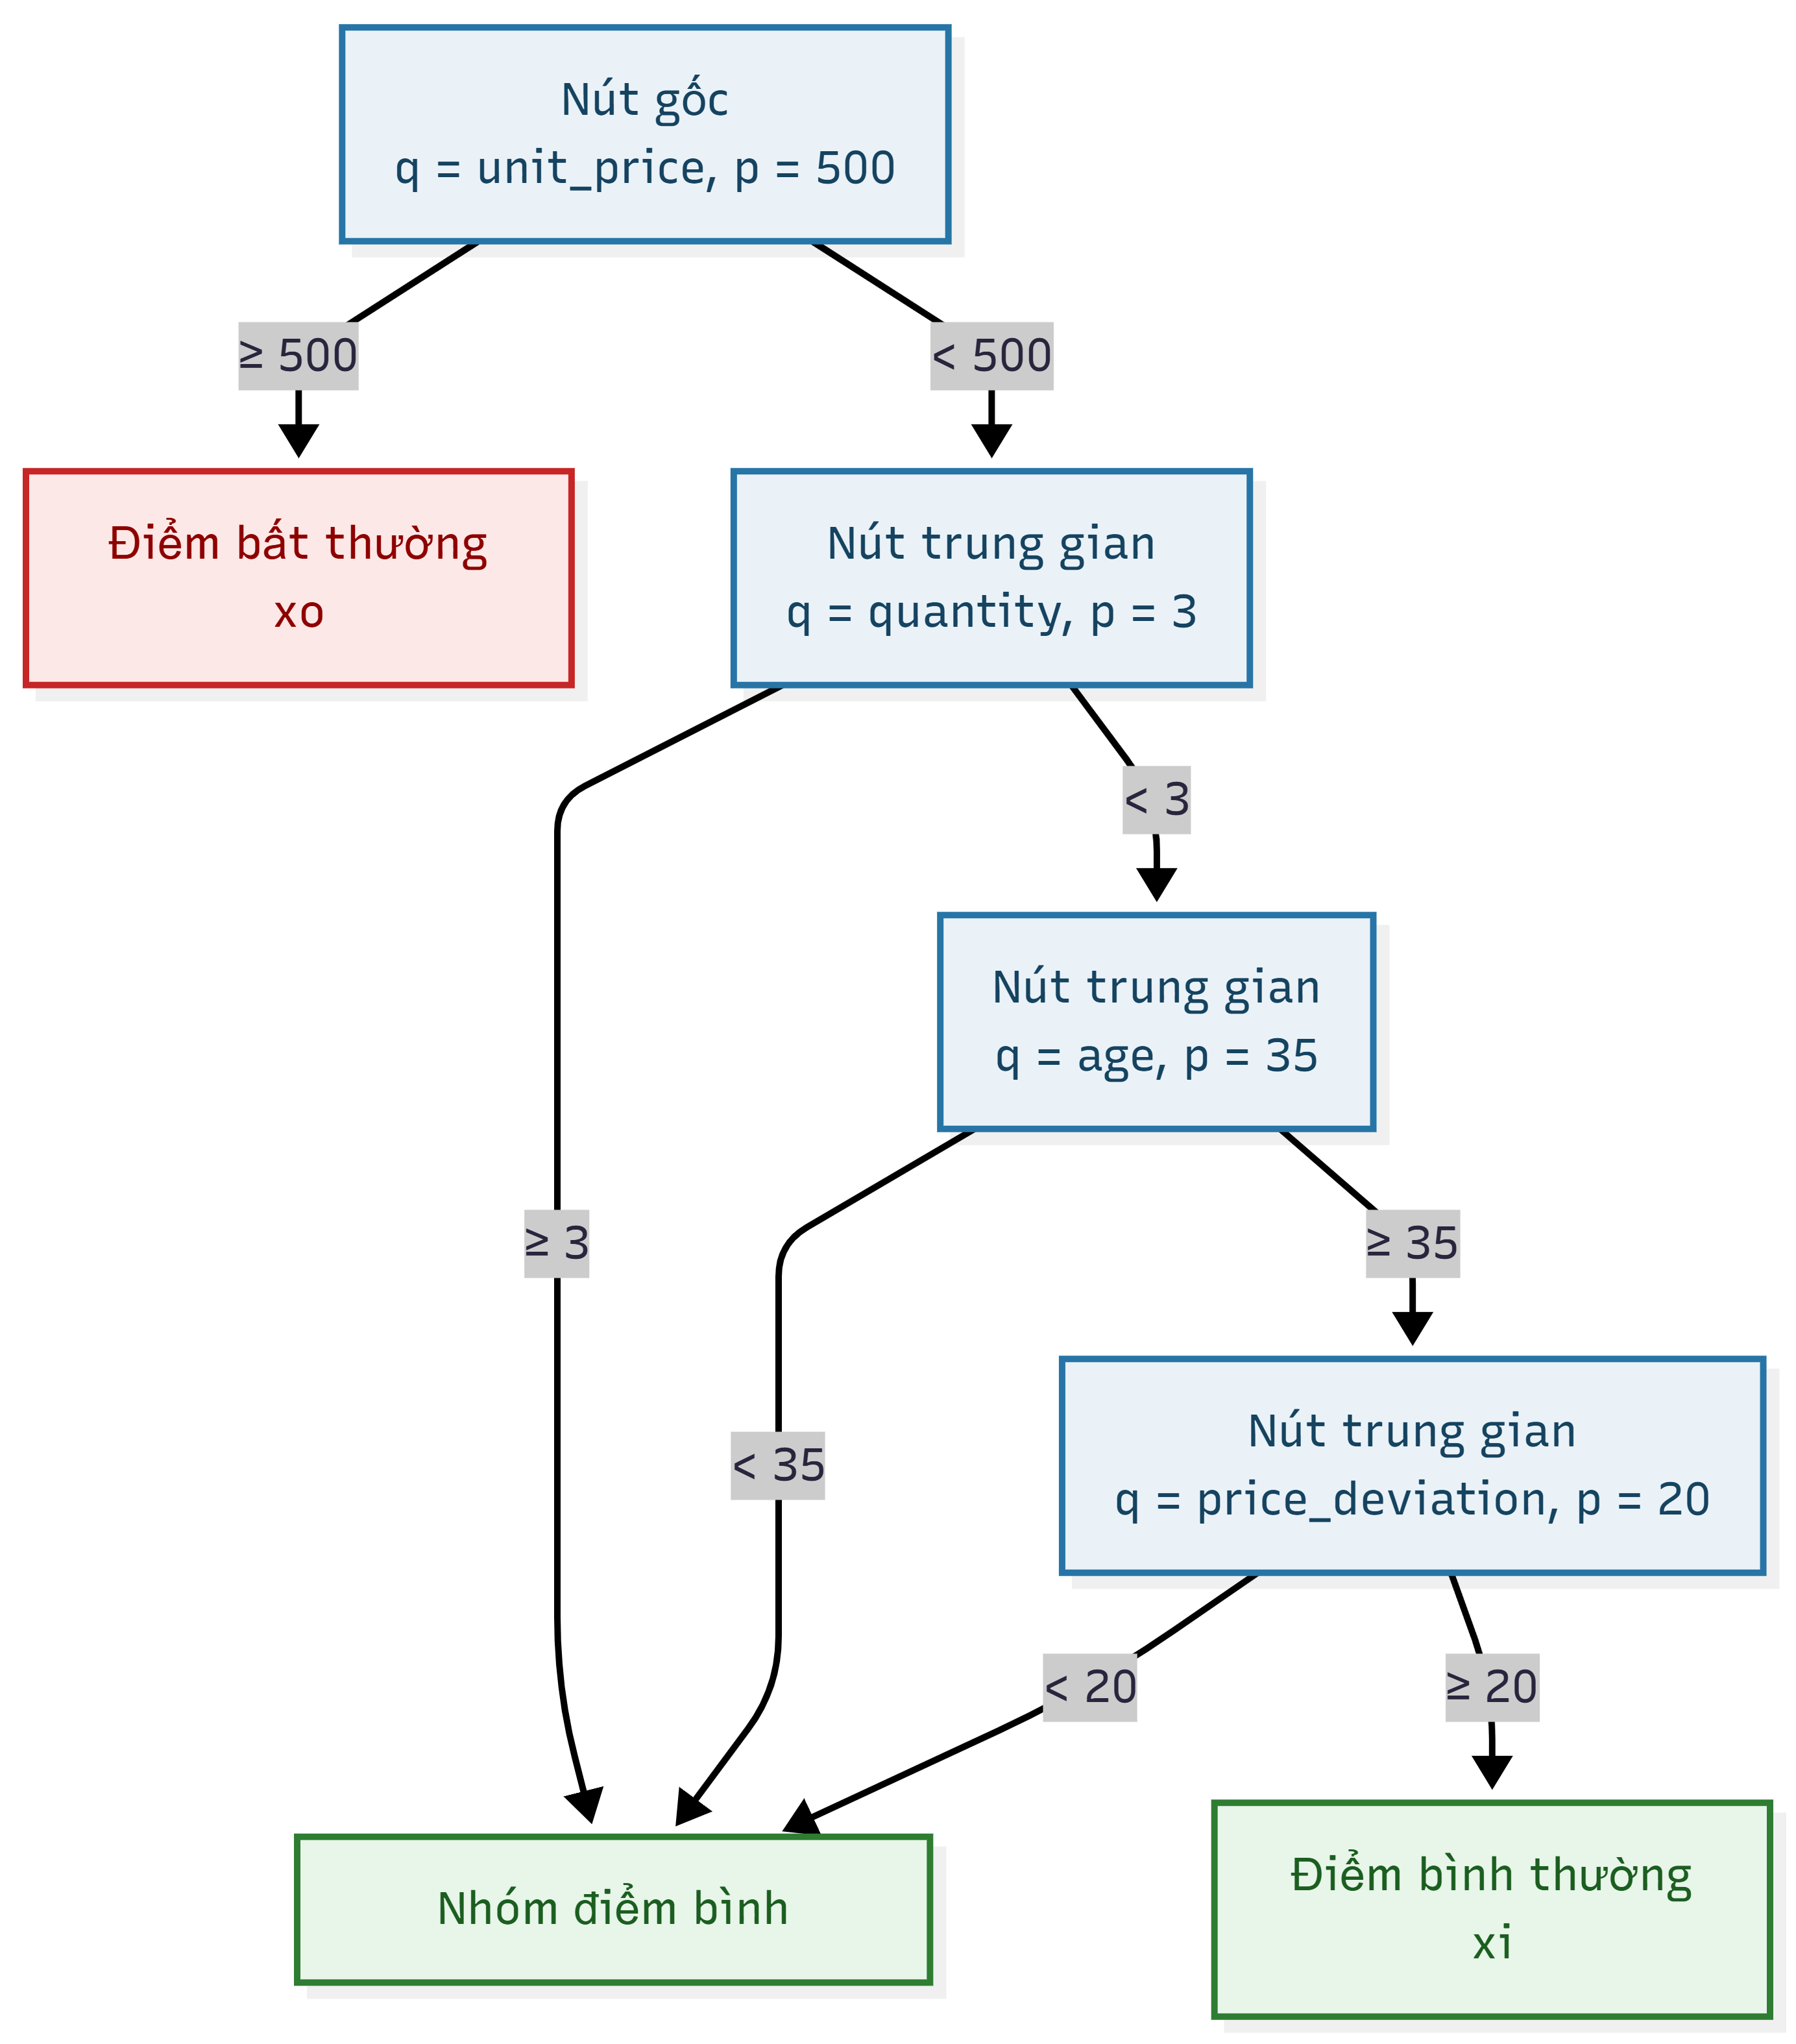 Nút gốc
q = unit_price, p = 500
≥ 500
< 500
Điểm bất thường
xo
Nút trung gian
q = quantity, p = 3
< 3
Nút trung gian
q = age, p = 35
≥ 3
≥ 35
Nút trung gian
q = price_deviation, p = 20
< 35
< 20
≥ 20
Nhóm điểm bình
Điểm bình thường
xi